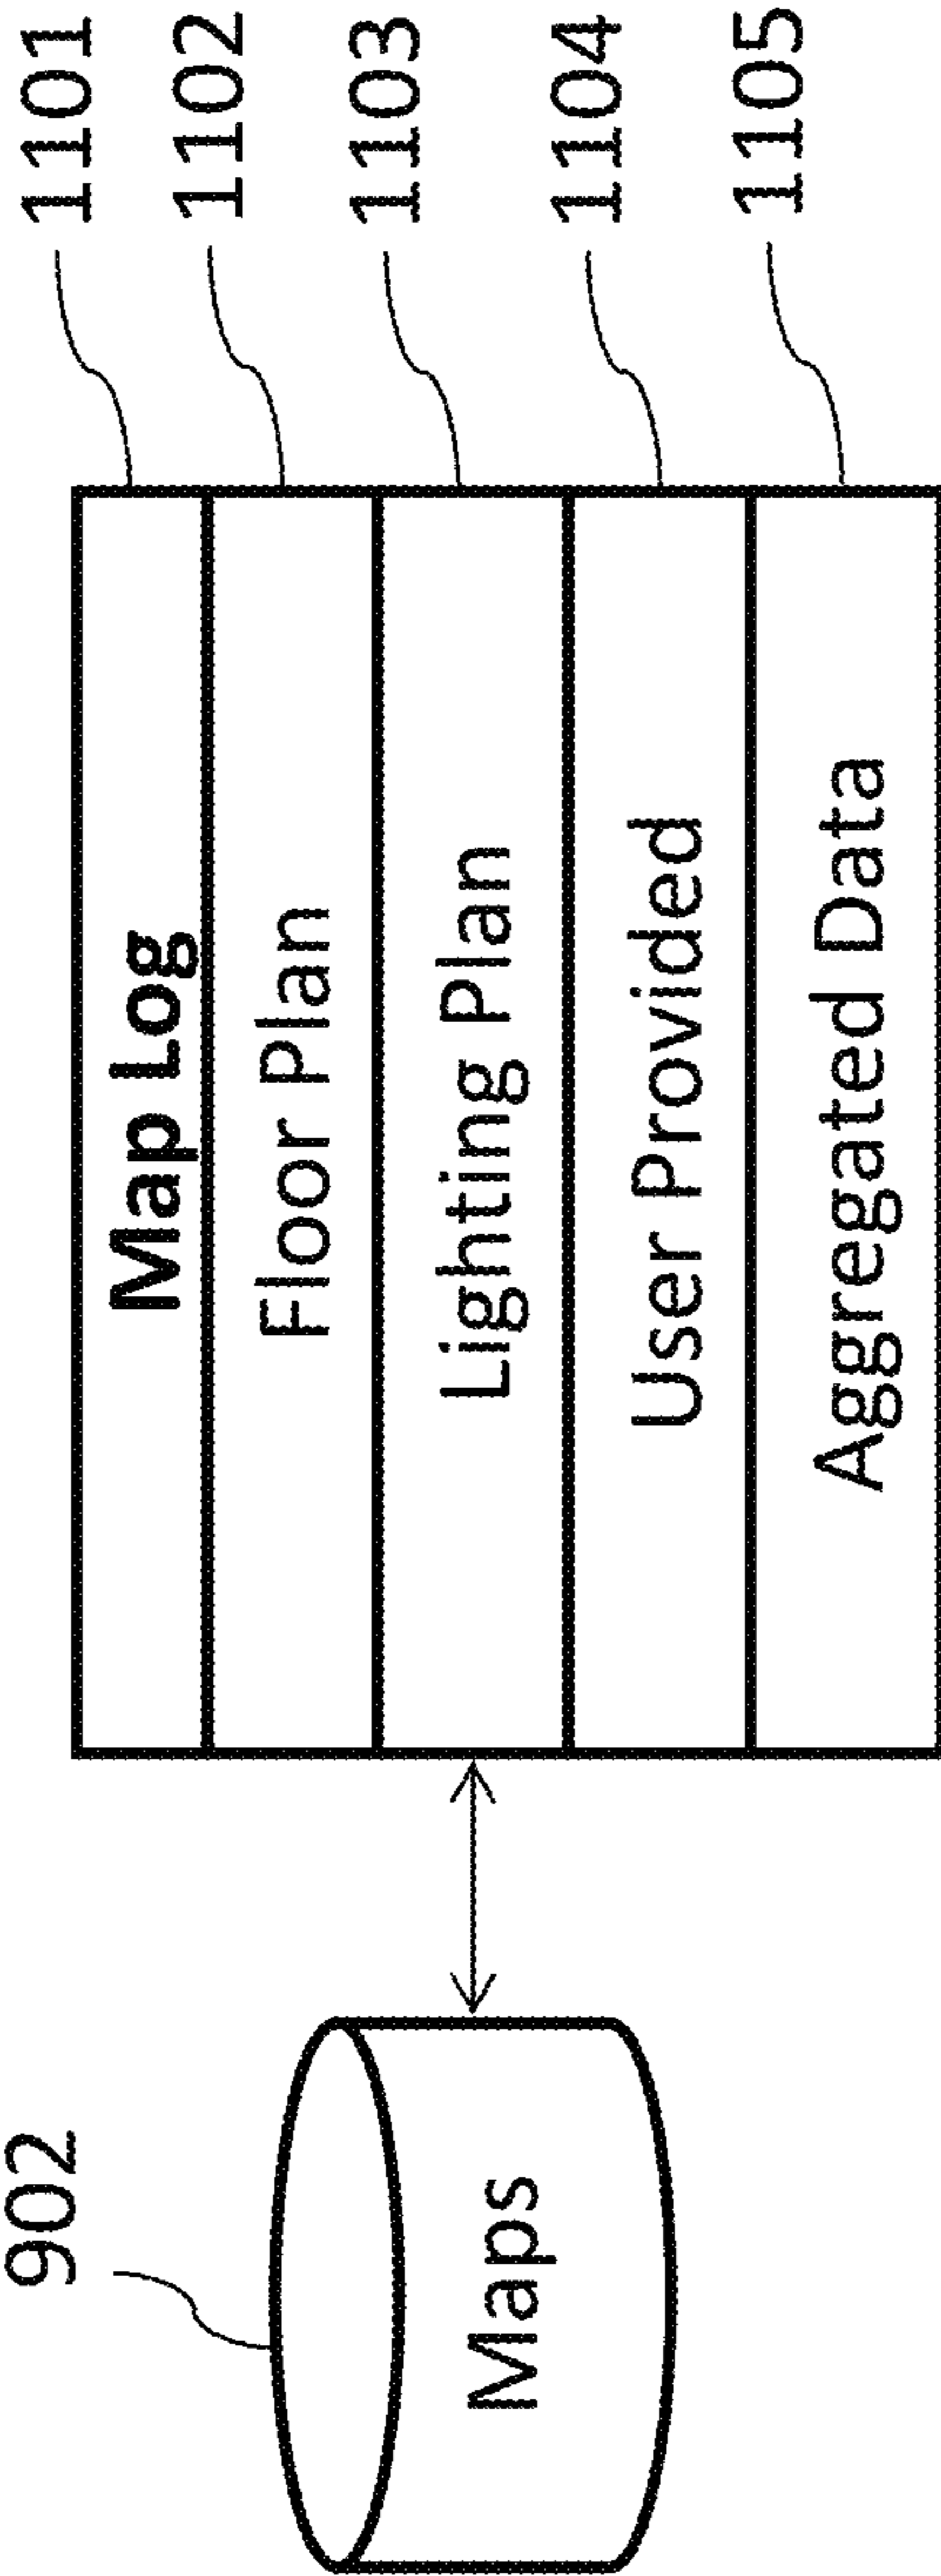 902
Maps
Map Log
1101
Floor Plan
1102
Lighting Plan
1103
User Provided
1104
Aggregated Data
1105